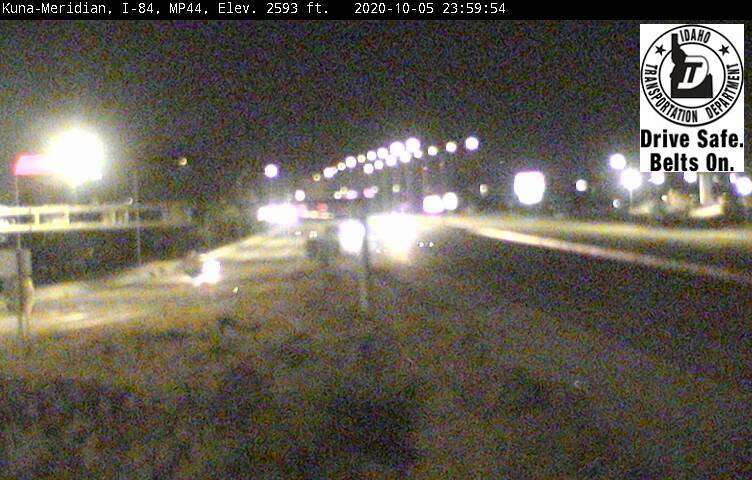 Kuna-Meridian, I-84, MP44, Elev. 2593 ft.   2020-10-05 23:59:54
IDAHO
TRANSPORTATION DEPARTMENT
Drive Safe.
Belts On.